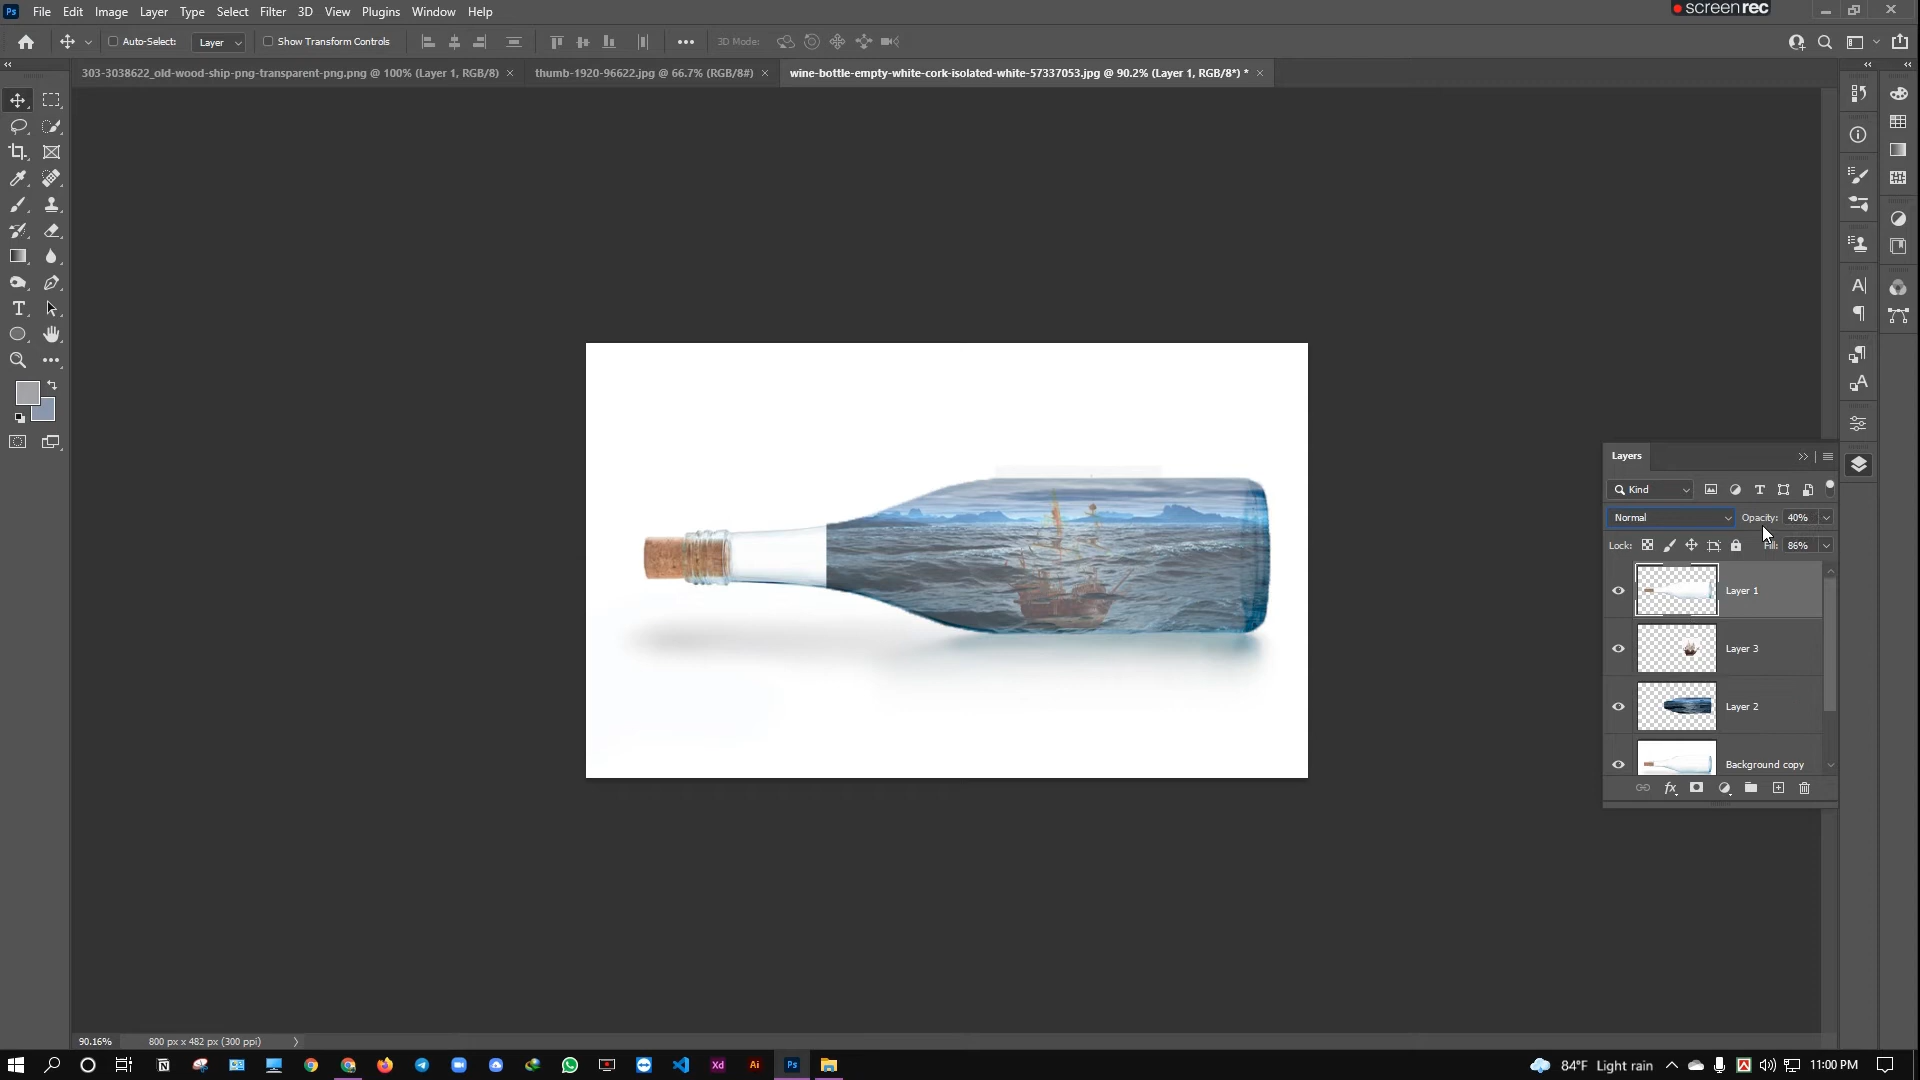 Ps File Edit Image Layer Type Select Filter 3D View Plugins Window Help
screenrec
Auto-Select: Layer Show Transform Controls 3D Mode:
303-3038622_old-wood-ship-png-transparent-png.png @ 100% (Layer 1, RGB/8) × thumb-1920-96622.jpg @ 66.7% (RGB/8#) × wine-bottle-empty-white-cork-isolated-white-57337053.jpg @ 90.2% (Layer 1, RGB/8*) * ×
Layers
Kind
Normal Opacity: 40%
Lock: Fill: 86%
Layer 1
Layer 3
Layer 2
Background copy
90.16% 800 px x 482 px (300 ppi)
Xd Ai Ps 84°F Light rain 11:00 PM